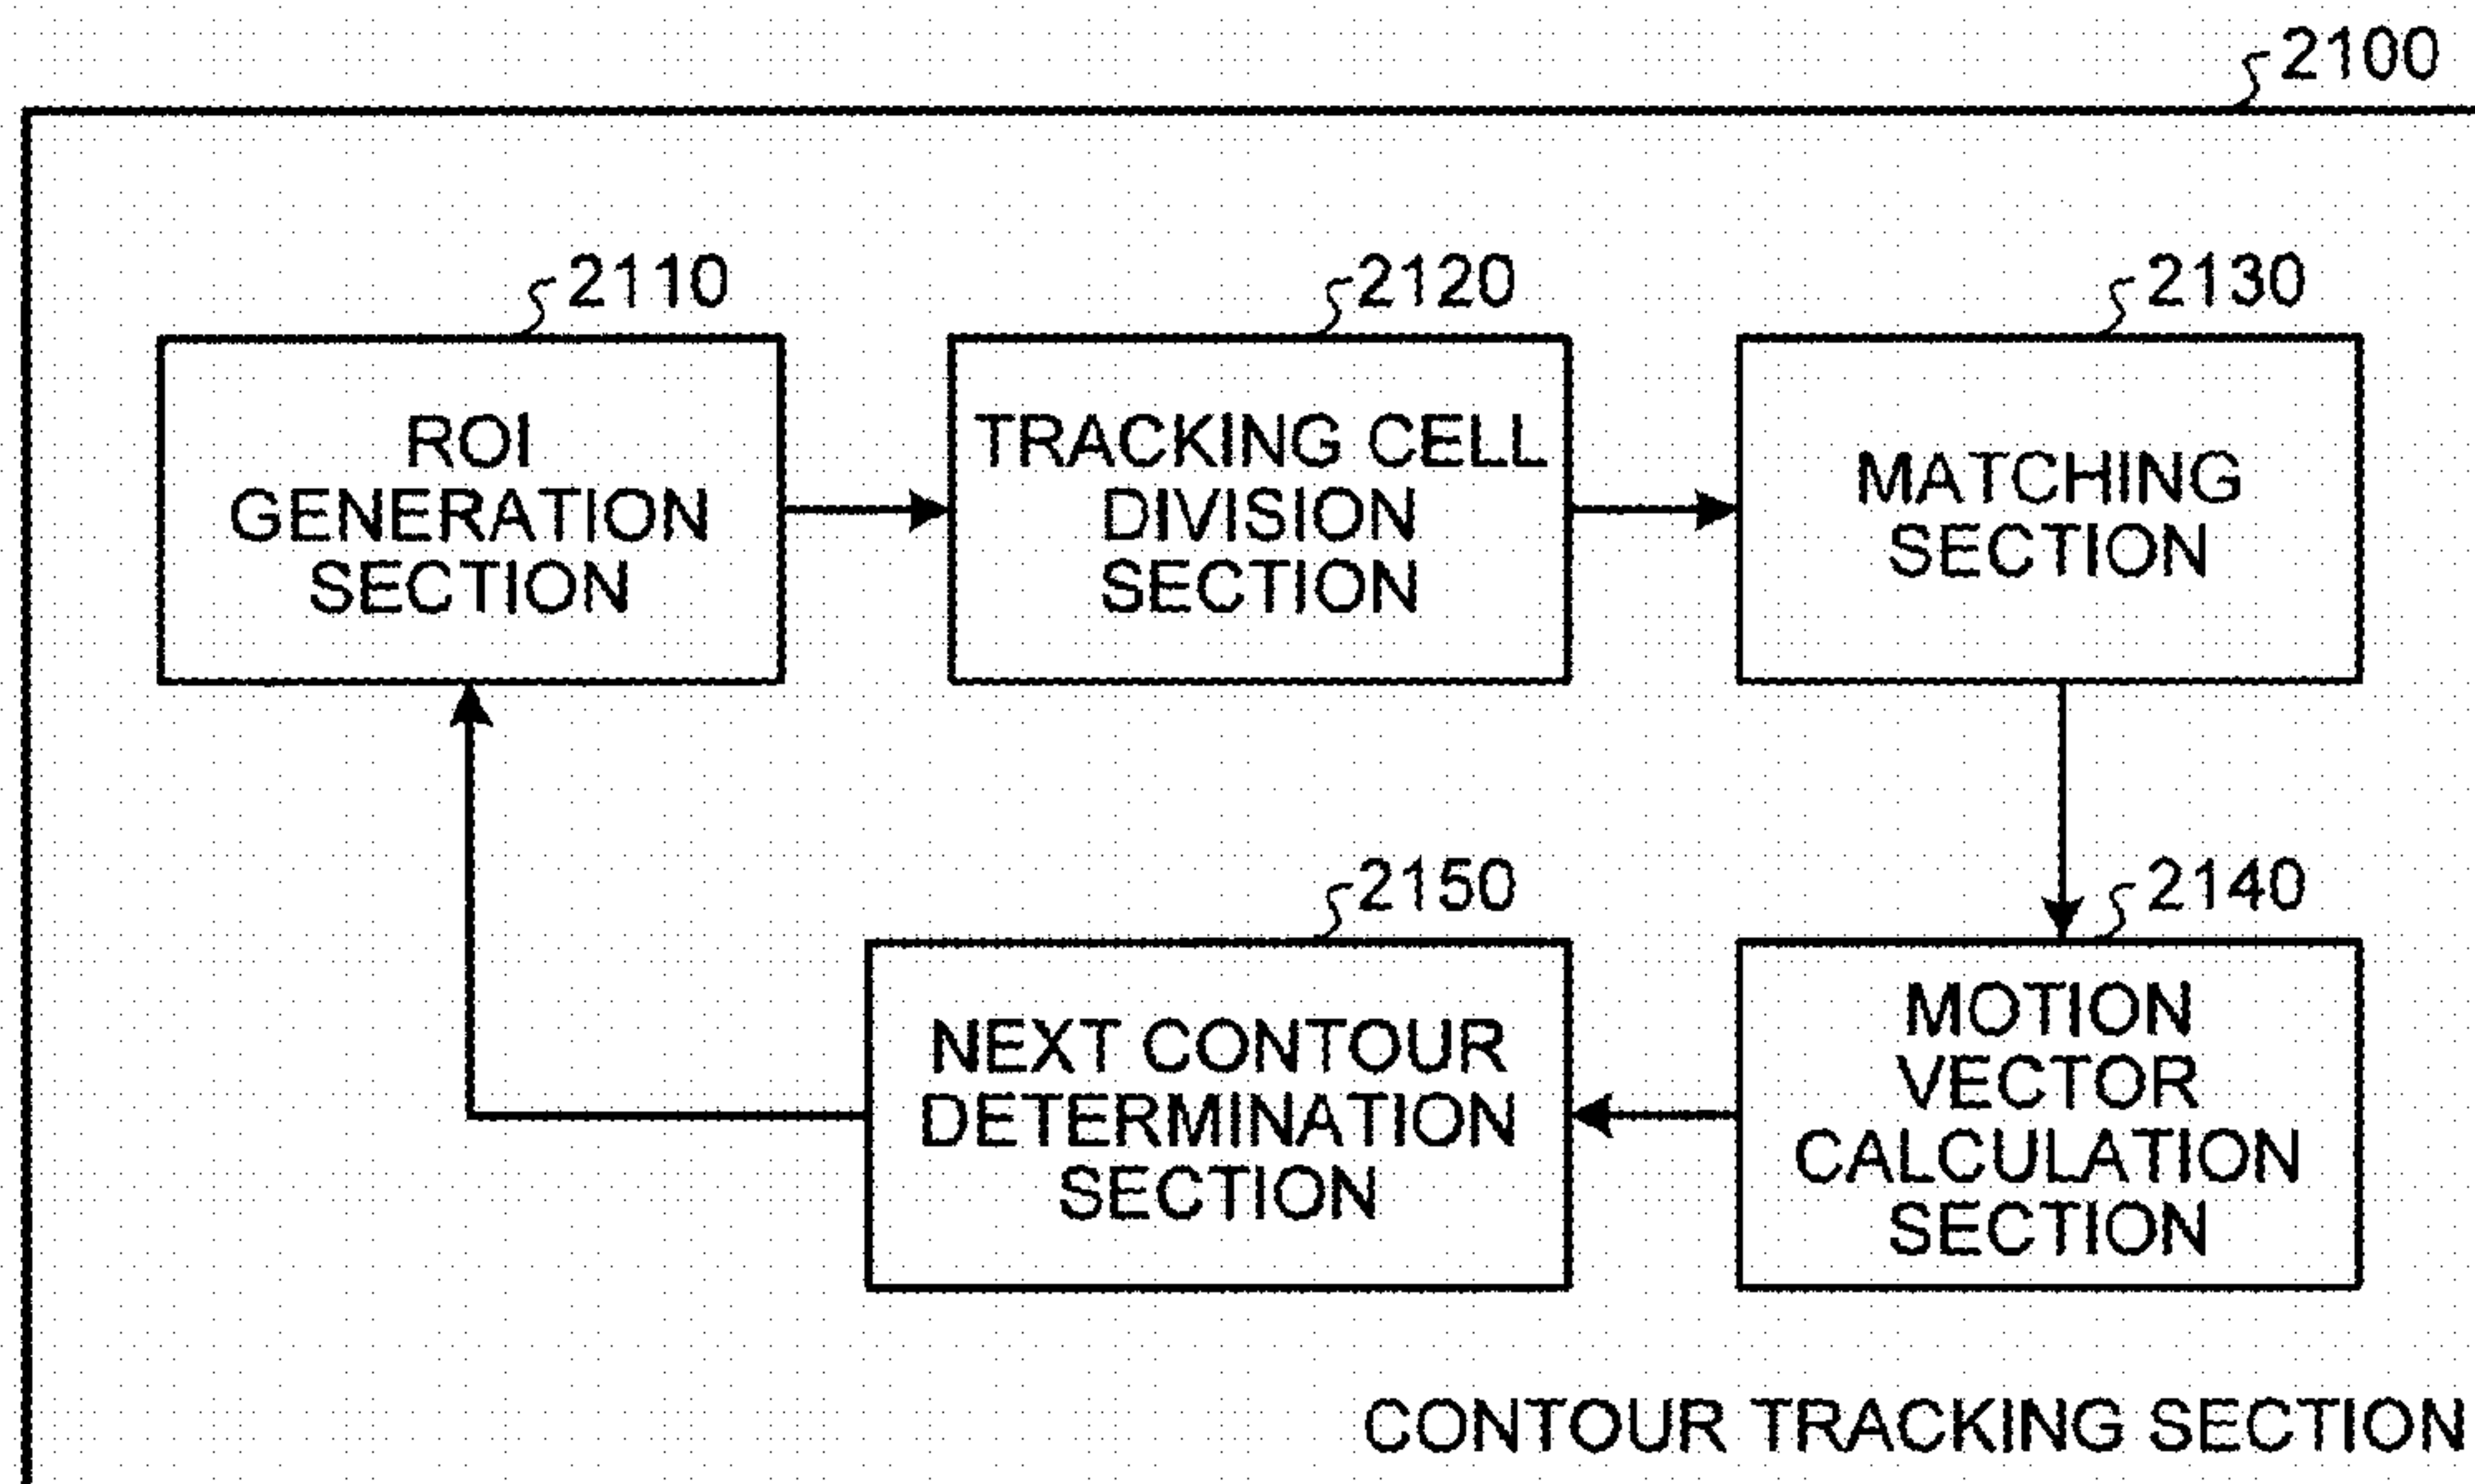 2100
2110
ROI
GENERATION
SECTION
2120
TRACKING CELL
DIVISION
SECTION
2130
MATCHING
SECTION
2150
NEXT CONTOUR
DETERMINATION
SECTION
2140
MOTION
VECTOR
CALCULATION
SECTION
CONTOUR TRACKING SECTION